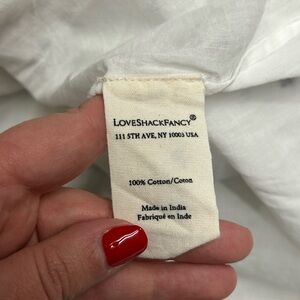 LOVESHACKFANCY®
111 5TH AVE, NY 10003 USA
100% Cotton/Coton
Made in India
Fabriqué en Inde